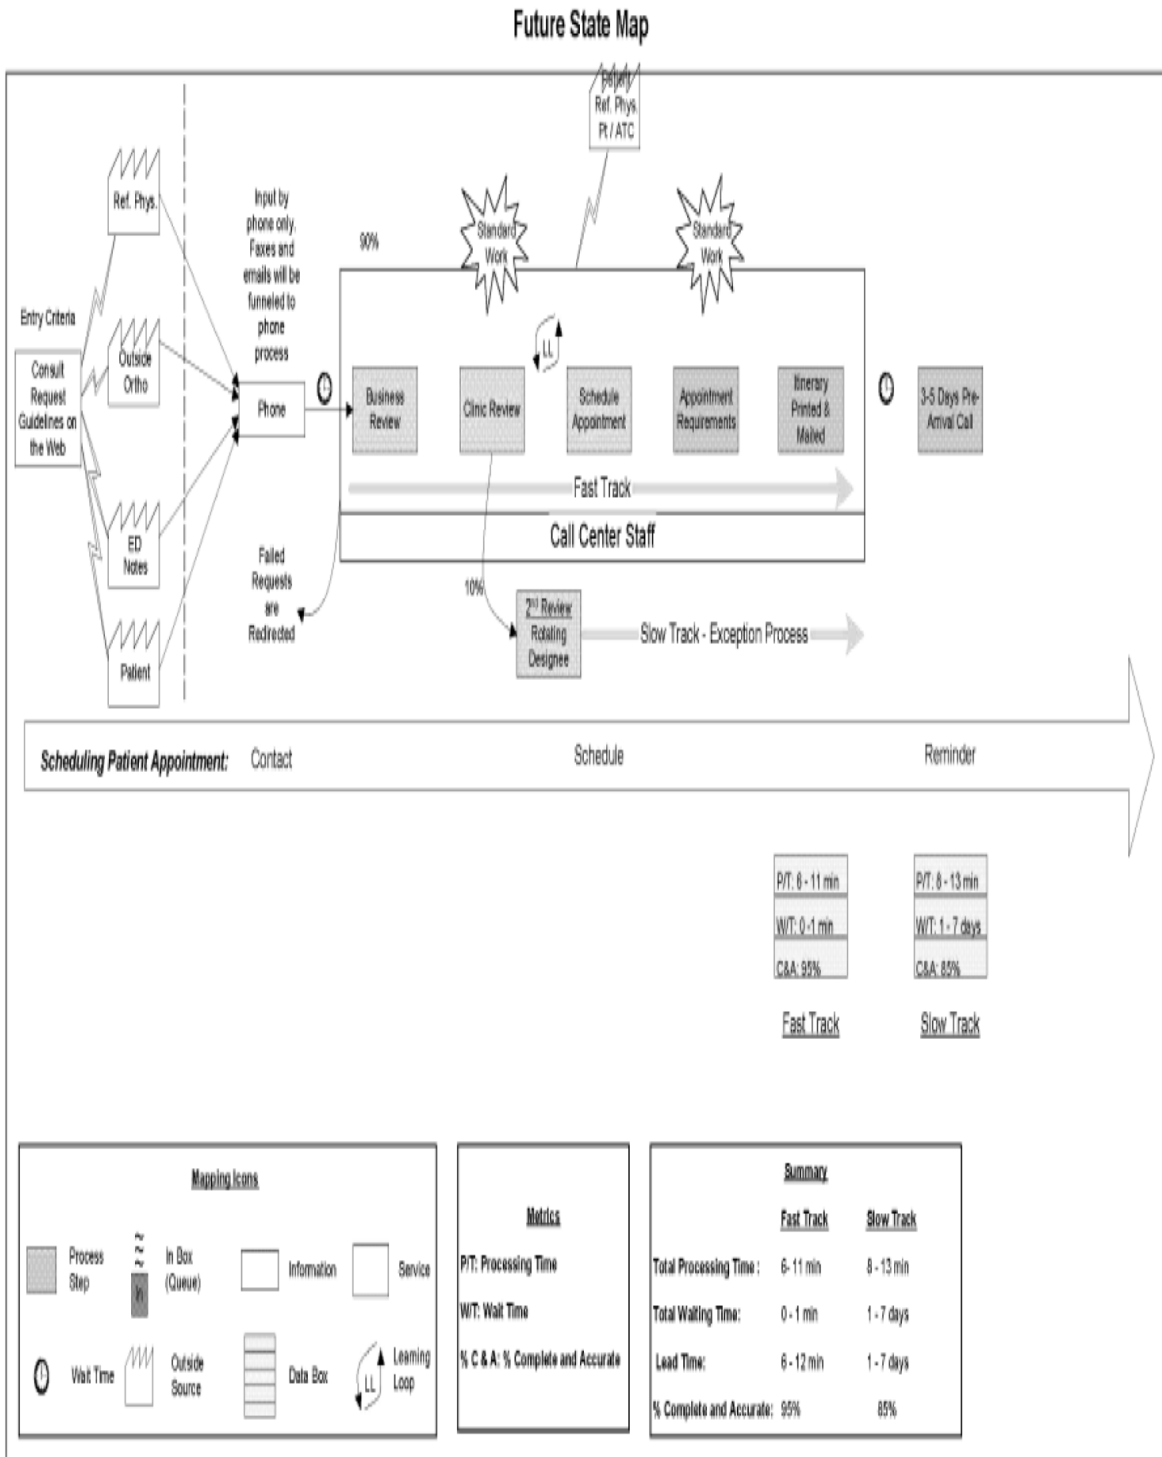 Future State Map
Patient
Ref. Phys.
Pt / ATC
Ref. Phys.
Input by
phone only.
Faxes and
emails will be
funneled to
phone
process
90%
Standard
Work
Standard
Work
Entry Criteria
Consult
Request
Guidelines on
the Web
Outside
Ortho
Phone
Business
Review
Clinic Review
LL
Schedule
Appointment
Appointment
Requirements
Itinerary
Printed &
Mailed
3-5 Days Pre-
Arrival Call
Fast Track
Call Center Staff
ED
Notes
Failed
Requests
are
Redirected
10%
2nd Review
Rotating
Designee
Slow Track - Exception Process
Patient
Scheduling Patient Appointment:
Contact
Schedule
Reminder
P/T: 6 - 11 min
W/T: 0 -1 min
C&A: 95%
Fast Track
P/T: 8 - 13 min
W/T: 1 - 7 days
C&A: 85%
Slow Track
Mapping Icons
Process
Step
In
In Box
(Queue)
Information
Service
Wait Time
Outside
Source
Data Box
LL
Learning
Loop
Metrics
P/T: Processing Time
W/T: Wait Time
% C & A: % Complete and Accurate
Summary
Fast Track Slow Track
Total Processing Time : 6- 11 min 8 - 13 min
Total Waiting Time: 0 - 1 min 1 - 7 days
Lead Time: 6 - 12 min 1 - 7 days
% Complete and Accurate: 95% 85%